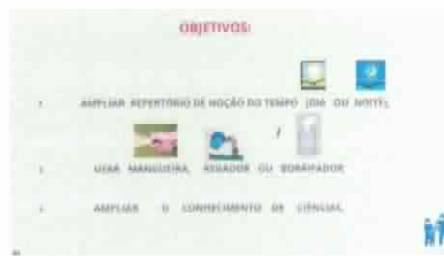 OBJETIVOS:
AMPLIAR REPERTÓRIO DE NOÇÃO DO TEMPO (DIA OU NOITE);
USAR MANGUEIRA, REGADOR OU BORRIFADOR
AMPLIAR O CONHECIMENTO DE CIÊNCIAS.